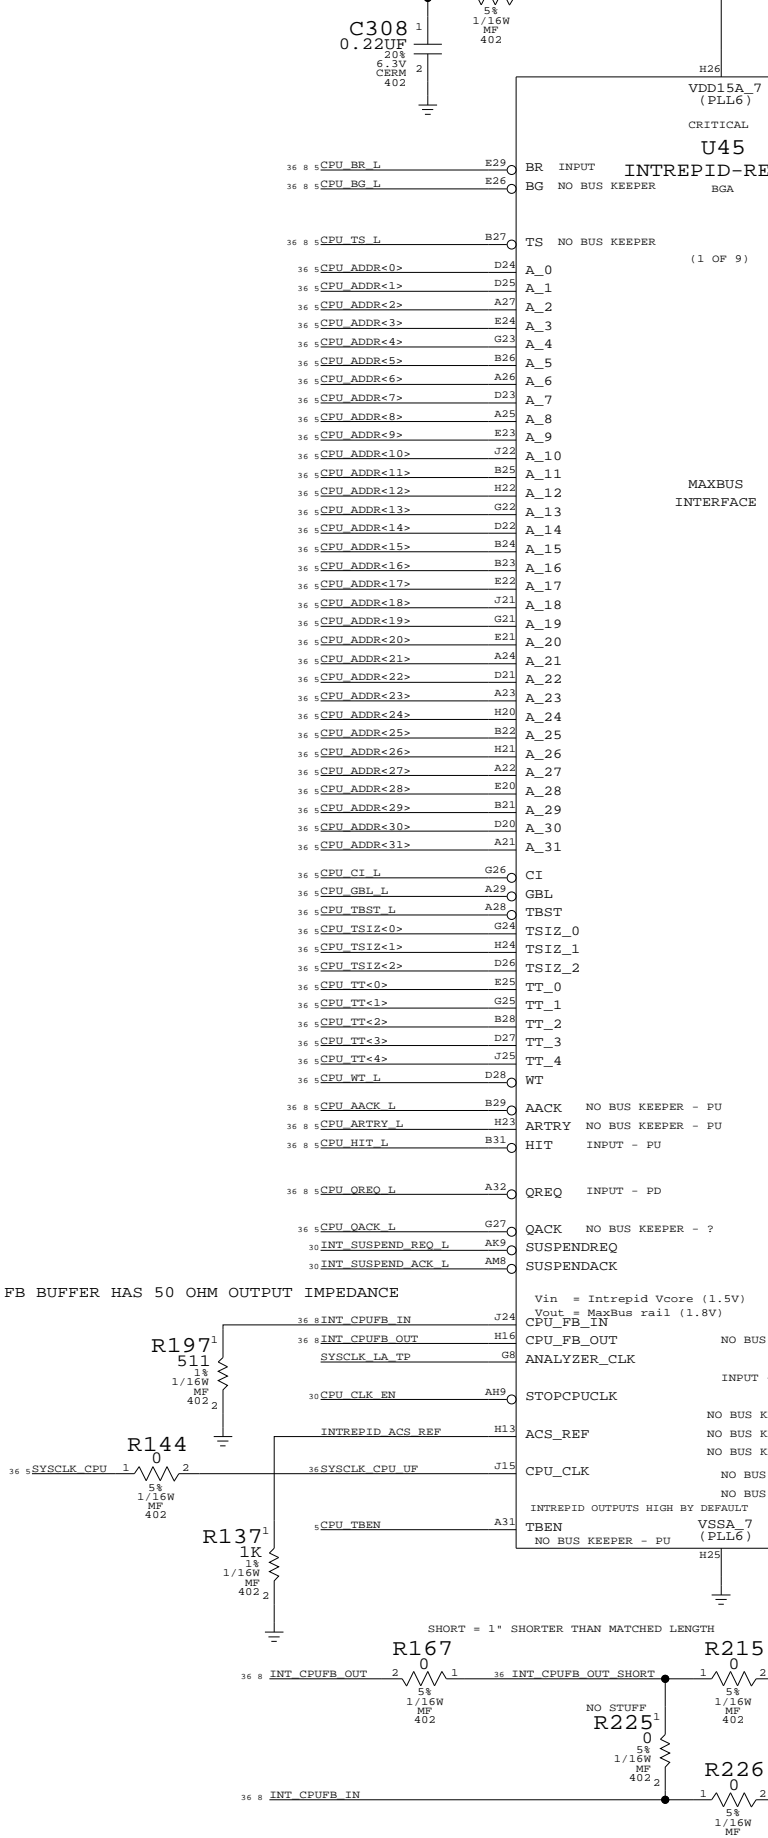 5%
1/16W
MF
402
C308 1
0.22UF
20%
6.3V 2
CERM
402
H26
VDD15A_7
(PLL6)
CRITICAL
U45
36 8 5 CPU_BR_L E29 BR INPUT INTREPID-RE
36 8 5 CPU_BG_L E26 BG NO BUS KEEPER BGA
36 8 5 CPU_TS_L B27 TS NO BUS KEEPER
(1 OF 9)
36 5 CPU_ADDR<0> D24 A_0
36 5 CPU_ADDR<1> D25 A_1
36 5 CPU_ADDR<2> A27 A_2
36 5 CPU_ADDR<3> E24 A_3
36 5 CPU_ADDR<4> G23 A_4
36 5 CPU_ADDR<5> B26 A_5
36 5 CPU_ADDR<6> A26 A_6
36 5 CPU_ADDR<7> D23 A_7
36 5 CPU_ADDR<8> A25 A_8
36 5 CPU_ADDR<9> E23 A_9
36 5 CPU_ADDR<10> J22 A_10
36 5 CPU_ADDR<11> B25 A_11
36 5 CPU_ADDR<12> H22 A_12
MAXBUS
INTERFACE
36 5 CPU_ADDR<13> G22 A_13
36 5 CPU_ADDR<14> D22 A_14
36 5 CPU_ADDR<15> B24 A_15
36 5 CPU_ADDR<16> B23 A_16
36 5 CPU_ADDR<17> E22 A_17
36 5 CPU_ADDR<18> J21 A_18
36 5 CPU_ADDR<19> G21 A_19
36 5 CPU_ADDR<20> E21 A_20
36 5 CPU_ADDR<21> A24 A_21
36 5 CPU_ADDR<22> D21 A_22
36 5 CPU_ADDR<23> A23 A_23
36 5 CPU_ADDR<24> H20 A_24
36 5 CPU_ADDR<25> B22 A_25
36 5 CPU_ADDR<26> H21 A_26
36 5 CPU_ADDR<27> A22 A_27
36 5 CPU_ADDR<28> E20 A_28
36 5 CPU_ADDR<29> B21 A_29
36 5 CPU_ADDR<30> D20 A_30
36 5 CPU_ADDR<31> A21 A_31
36 5 CPU_CI_L G26 CI
36 5 CPU_GBL_L A29 GBL
36 5 CPU_TBST_L A28 TBST
36 5 CPU_TSIZ<0> G24 TSIZ_0
36 5 CPU_TSIZ<1> H24 TSIZ_1
36 5 CPU_TSIZ<2> D26 TSIZ_2
36 5 CPU_TT<0> E25 TT_0
36 5 CPU_TT<1> G25 TT_1
36 5 CPU_TT<2> B28 TT_2
36 5 CPU_TT<3> D27 TT_3
36 5 CPU_TT<4> J25 TT_4
36 5 CPU_WT_L D28 WT
36 8 5 CPU_AACK_L B29 AACK NO BUS KEEPER - PU
36 8 5 CPU_ARTRY_L H23 ARTRY NO BUS KEEPER - PU
36 8 5 CPU_HIT_L B31 HIT INPUT - PU
36 8 5 CPU_QREQ_L A32 QREQ INPUT - PD
36 5 CPU_QACK_L G27 QACK NO BUS KEEPER - ?
30 INT_SUSPEND_REQ_L AK9 SUSPENDREQ
30 INT_SUSPEND_ACK_L AM8 SUSPENDACK
FB BUFFER HAS 50 OHM OUTPUT IMPEDANCE
Vin = Intrepid Vcore (1.5V)
Vout = MaxBus rail (1.8V)
36 8 INT_CPUFB_IN J24 CPU_FB_IN
36 8 INT_CPUFB_OUT H16 CPU_FB_OUT NO BUS
SYSCLK_LA_TP G8 ANALYZER_CLK
R197 1
511
1%
1/16W
MF
402 2
INPUT -
30 CPU_CLK_EN AH9 STOPCPUCLK
NO BUS K
INTREPID_ACS_REF H13 ACS_REF NO BUS K
NO BUS K
R144
0
36 5 SYSCLK_CPU 1 2 36 SYSCLK_CPU_UF J15 CPU_CLK NO BUS
5%
1/16W
MF
402
NO BUS
INTREPID OUTPUTS HIGH BY DEFAULT
5 CPU_TBEN A31 TBEN VSSA_7
(PLL6)
NO BUS KEEPER - PU
H25
R137 1
1K
1%
1/16W
MF
402 2
SHORT = 1" SHORTER THAN MATCHED LENGTH
R167 R215
0 0
36 8 INT_CPUFB_OUT 2 1 36 INT_CPUFB_OUT_SHORT 1 2
5% 5%
1/16W 1/16W
MF MF
402 402
NO STUFF
R225 1
0
5%
1/16W
MF
402 2
R226
0
36 8 INT_CPUFB_IN 1 2
5%
1/16W
MF